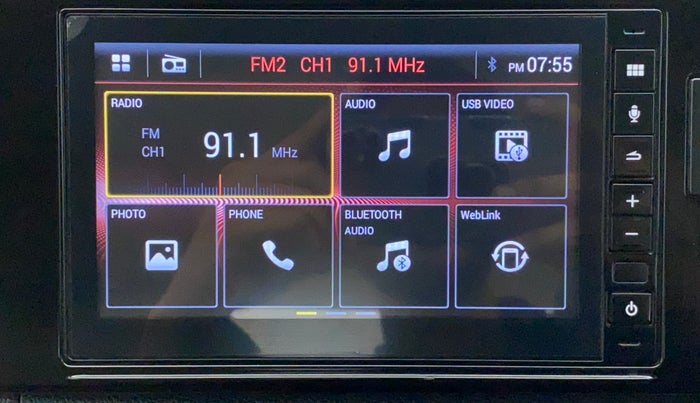 FM2 CH1 91.1 MHz
PM 07:55
RADIO
FM
CH1
91.1 MHz
AUDIO
USB VIDEO
PHOTO
PHONE
BLUETOOTH
AUDIO
WebLink